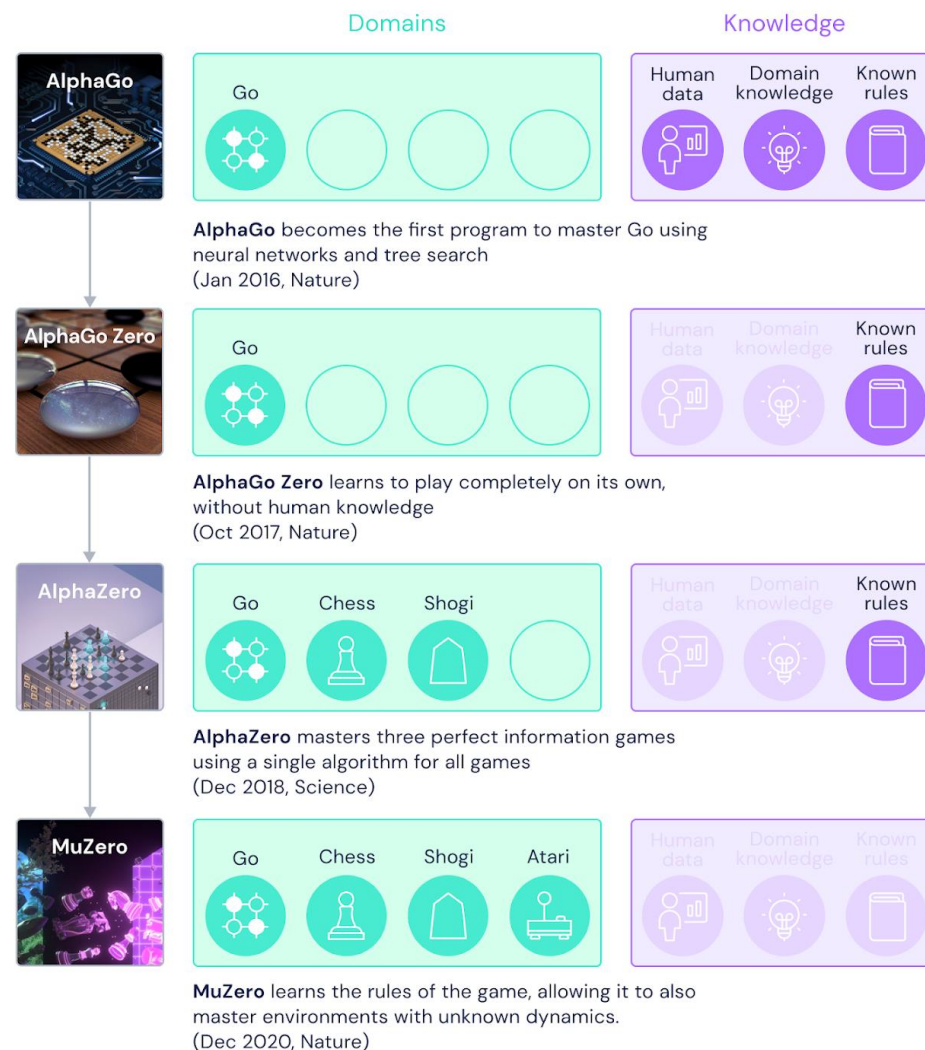 Domains
Knowledge
AlphaGo
Go
Human
data
Domain
knowledge
Known
rules
AlphaGo becomes the first program to master Go using
neural networks and tree search
(Jan 2016, Nature)
AlphaGo Zero
Go
Human
data
Domain
knowledge
Known
rules
AlphaGo Zero learns to play completely on its own,
without human knowledge
(Oct 2017, Nature)
AlphaZero
Go
Chess
Shogi
Human
data
Domain
knowledge
Known
rules
AlphaZero masters three perfect information games
using a single algorithm for all games
(Dec 2018, Science)
MuZero
Go
Chess
Shogi
Atari
Human
data
Domain
knowledge
Known
rules
MuZero learns the rules of the game, allowing it to also
master environments with unknown dynamics.
(Dec 2020, Nature)